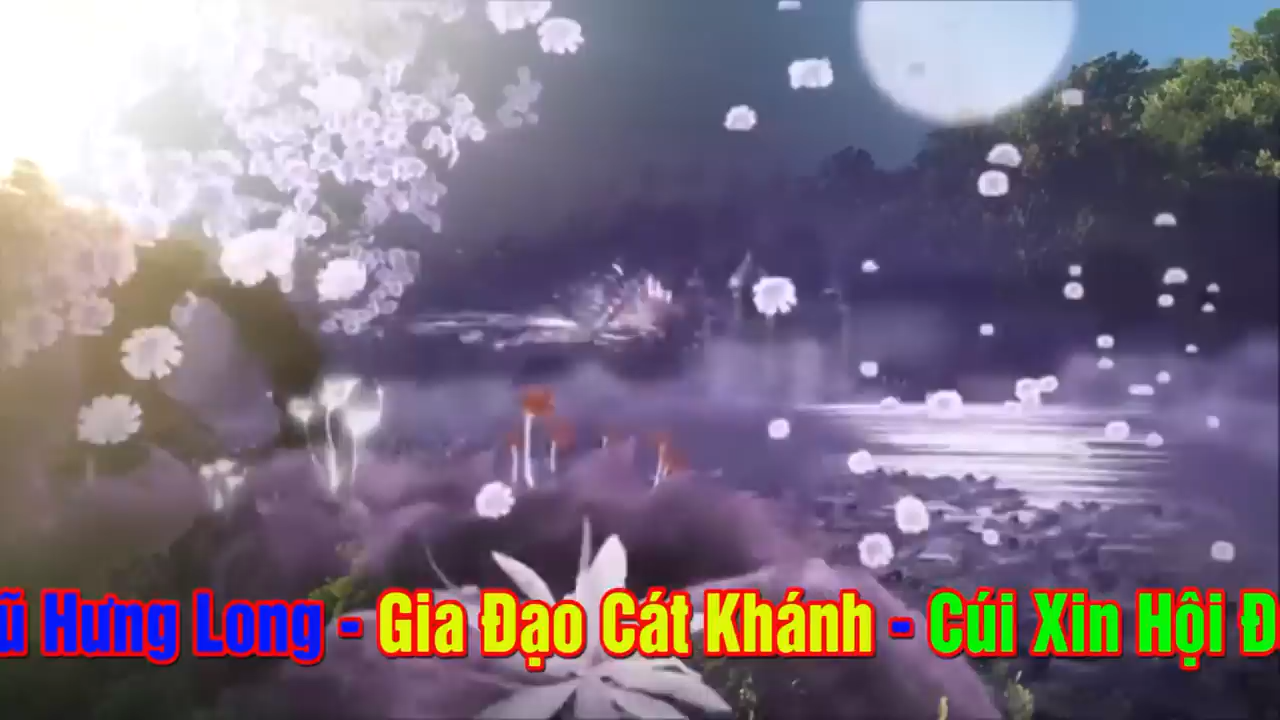 ũ Hưng Long - Gia Đạo Cát Khánh - Cúi Xin Hội Đ